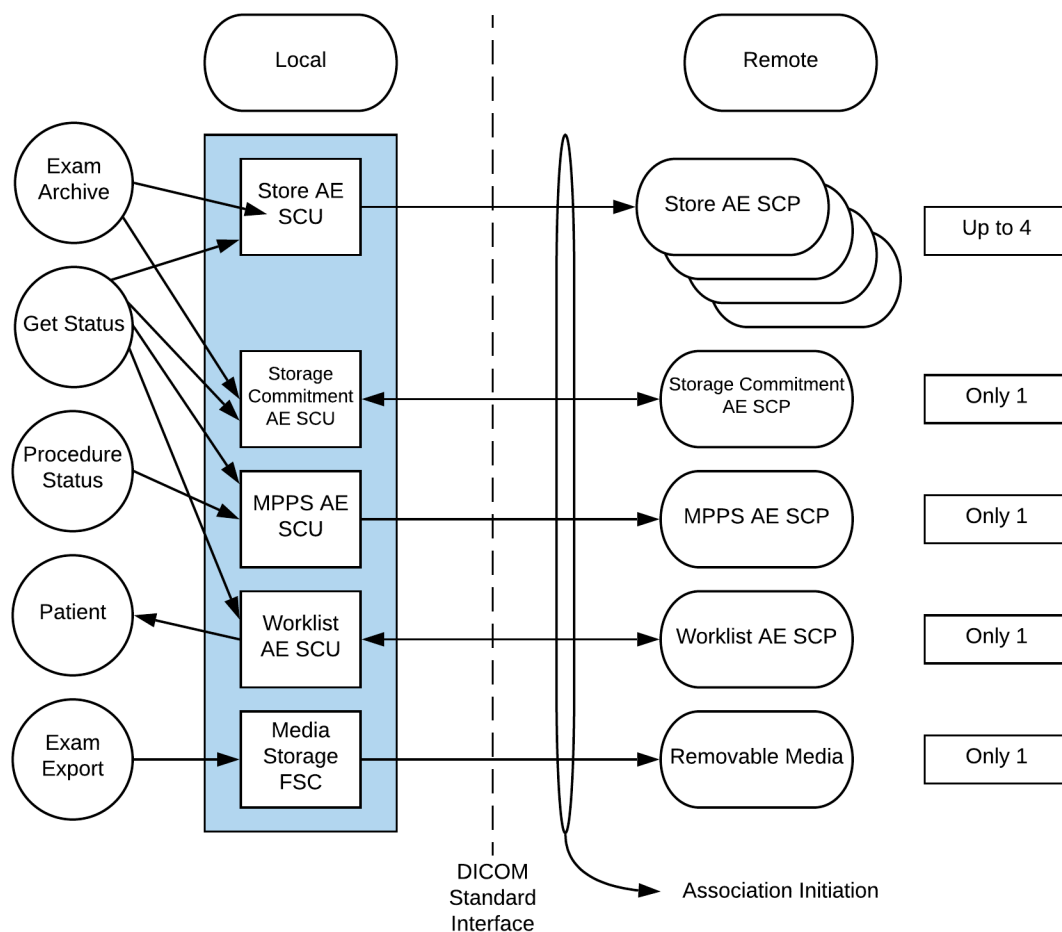 Local
Remote
Exam
Archive
Store AE
SCU
Store AE SCP
Up to 4
Get Status
Storage
Commitment
AE SCU
Storage Commitment
AE SCP
Only 1
Procedure
Status
MPPS AE
SCU
MPPS AE SCP
Only 1
Patient
Worklist
AE SCU
Worklist AE SCP
Only 1
Exam
Export
Media
Storage
FSC
Removable Media
Only 1
DICOM
Standard
Interface
Association Initiation